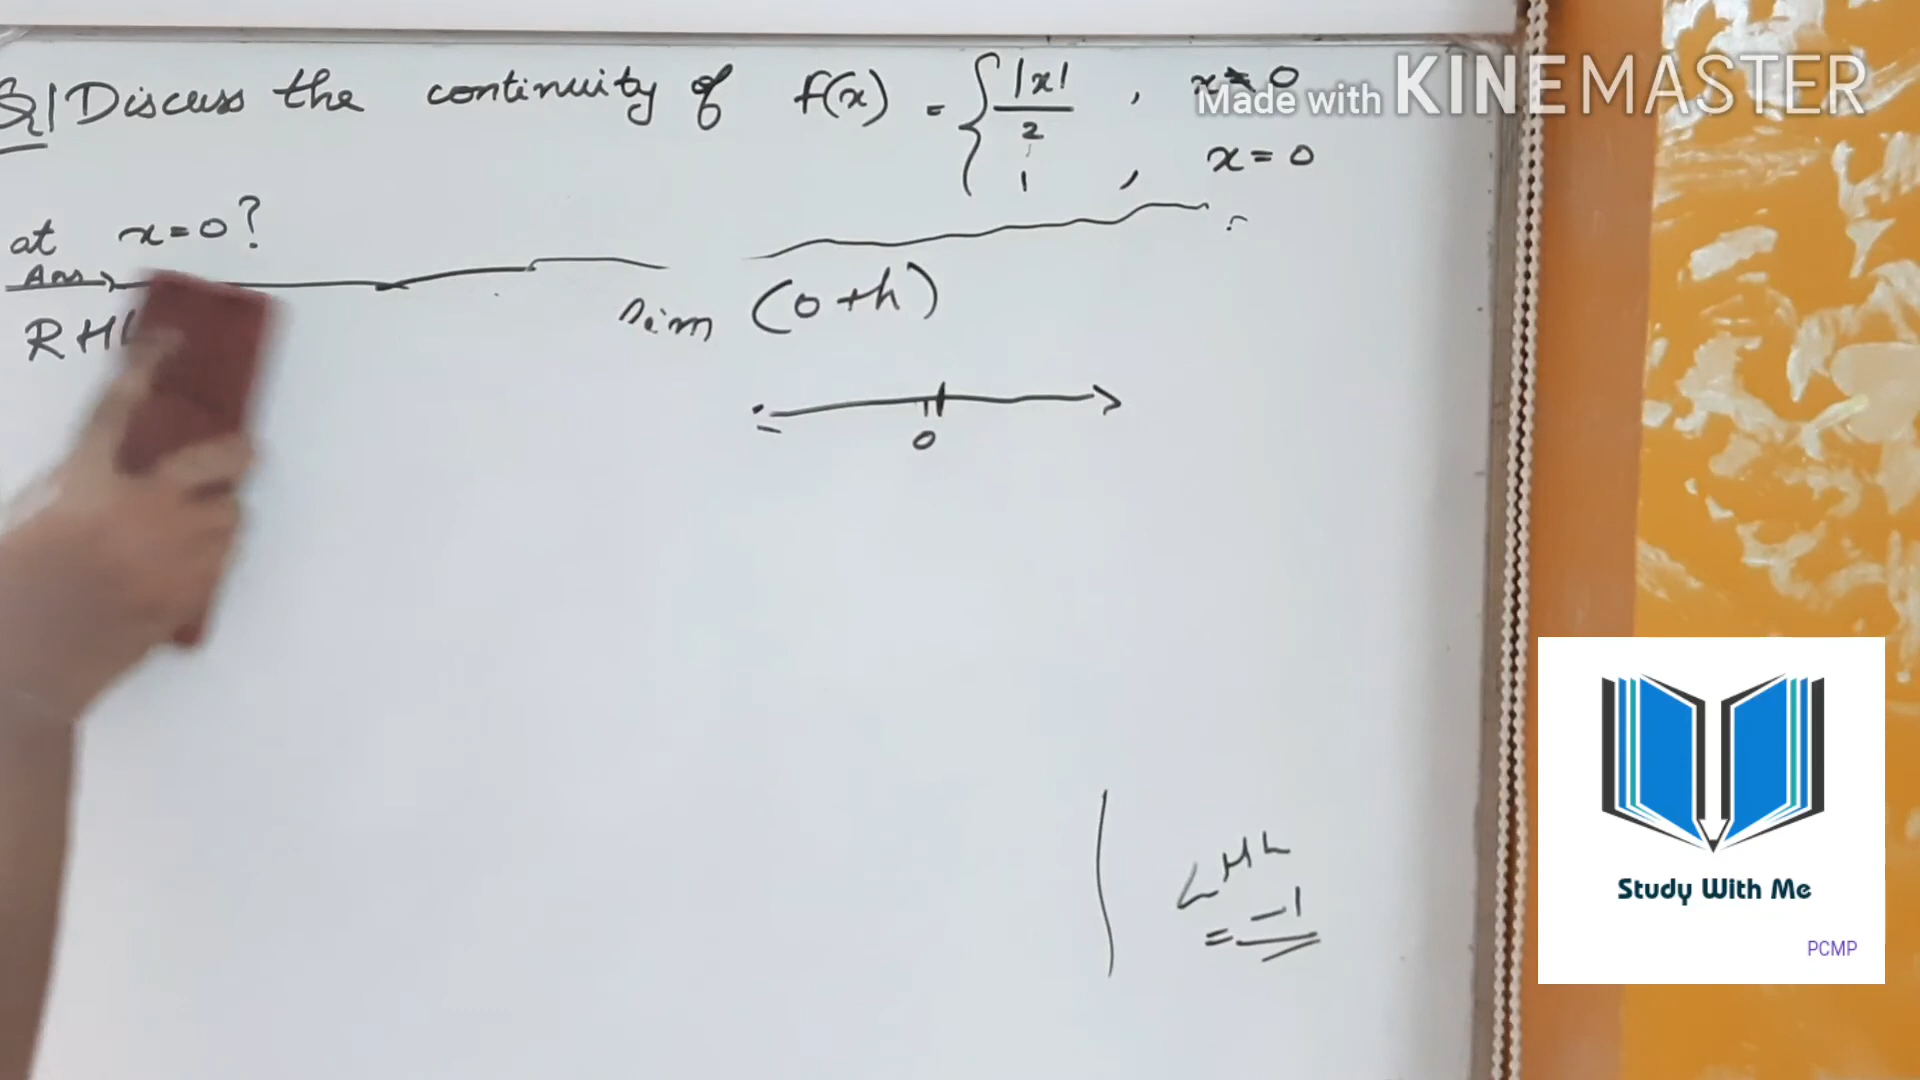 Q1 Discuss the continuity of f(x) = { |x| / 2 , x ≠ 0
1 , x = 0
at x=0?
Ans →
RHL
lim (0+h)
0
LHL
= -1
Made with KINEMASTER
Study With Me
PCMP